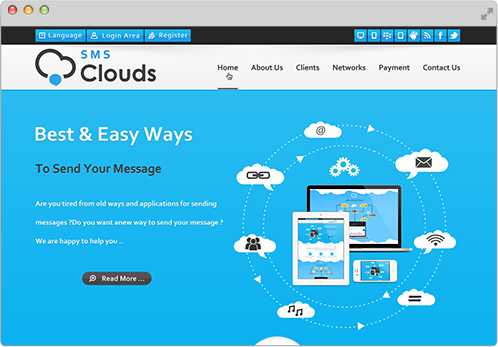 Language Login Area Register
SMS
Clouds
Home About Us Clients Networks Payment Contact Us
Best & Easy Ways
To Send Your Message
Are you tired from old ways and applications for sending
messages ?Do you want anew way to send your message ?
We are happy to help you ..
Read More ...
@